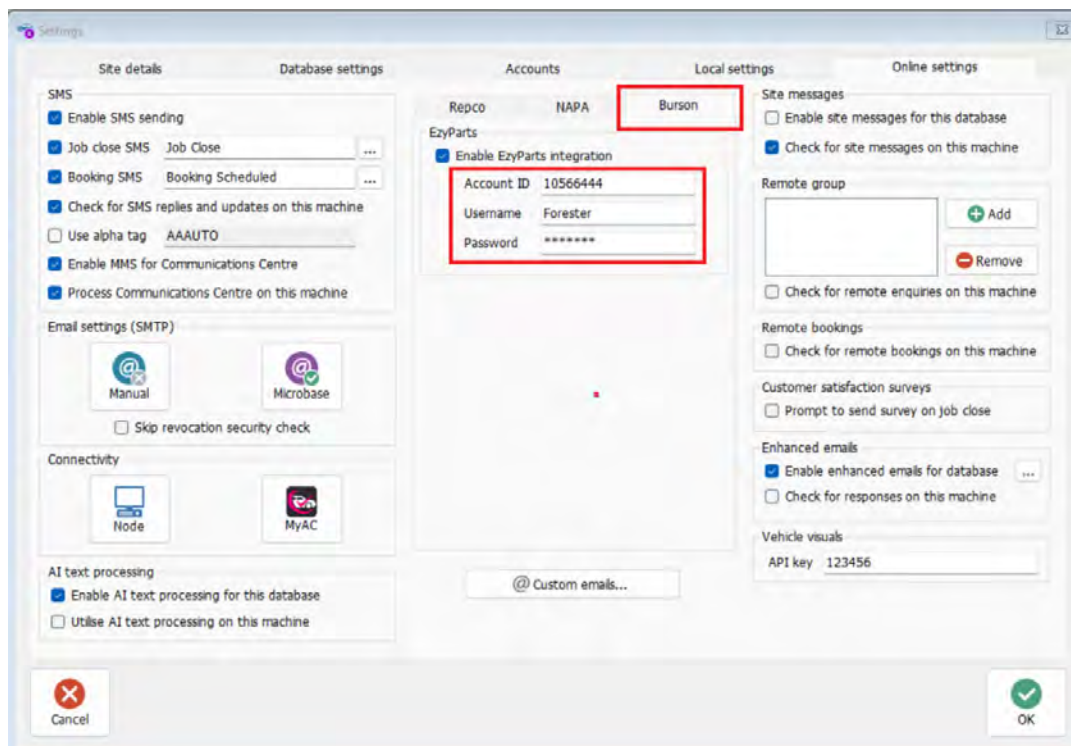 Settings
Site details Database settings Accounts Local settings Online settings
SMS
Enable SMS sending
Job close SMS Job Close ...
Booking SMS Booking Scheduled ...
Check for SMS replies and updates on this machine
Use alpha tag AAAUTO
Enable MMS for Communications Centre
Process Communications Centre on this machine
Email settings (SMTP)
Manual Microbase
Skip revocation security check
Connectivity
Node MyAC
AI text processing
Enable AI text processing for this database
Utilise AI text processing on this machine
Repco NAPA Burson
EzyParts
Enable EzyParts integration
Account ID 10566444
Username Forester
Password *******
@ Custom emails...
Site messages
Enable site messages for this database
Check for site messages on this machine
Remote group
Add
Remove
Check for remote enquiries on this machine
Remote bookings
Check for remote bookings on this machine
Customer satisfaction surveys
Prompt to send survey on job close
Enhanced emails
Enable enhanced emails for database ...
Check for responses on this machine
Vehicle visuals
API key 123456
Cancel OK